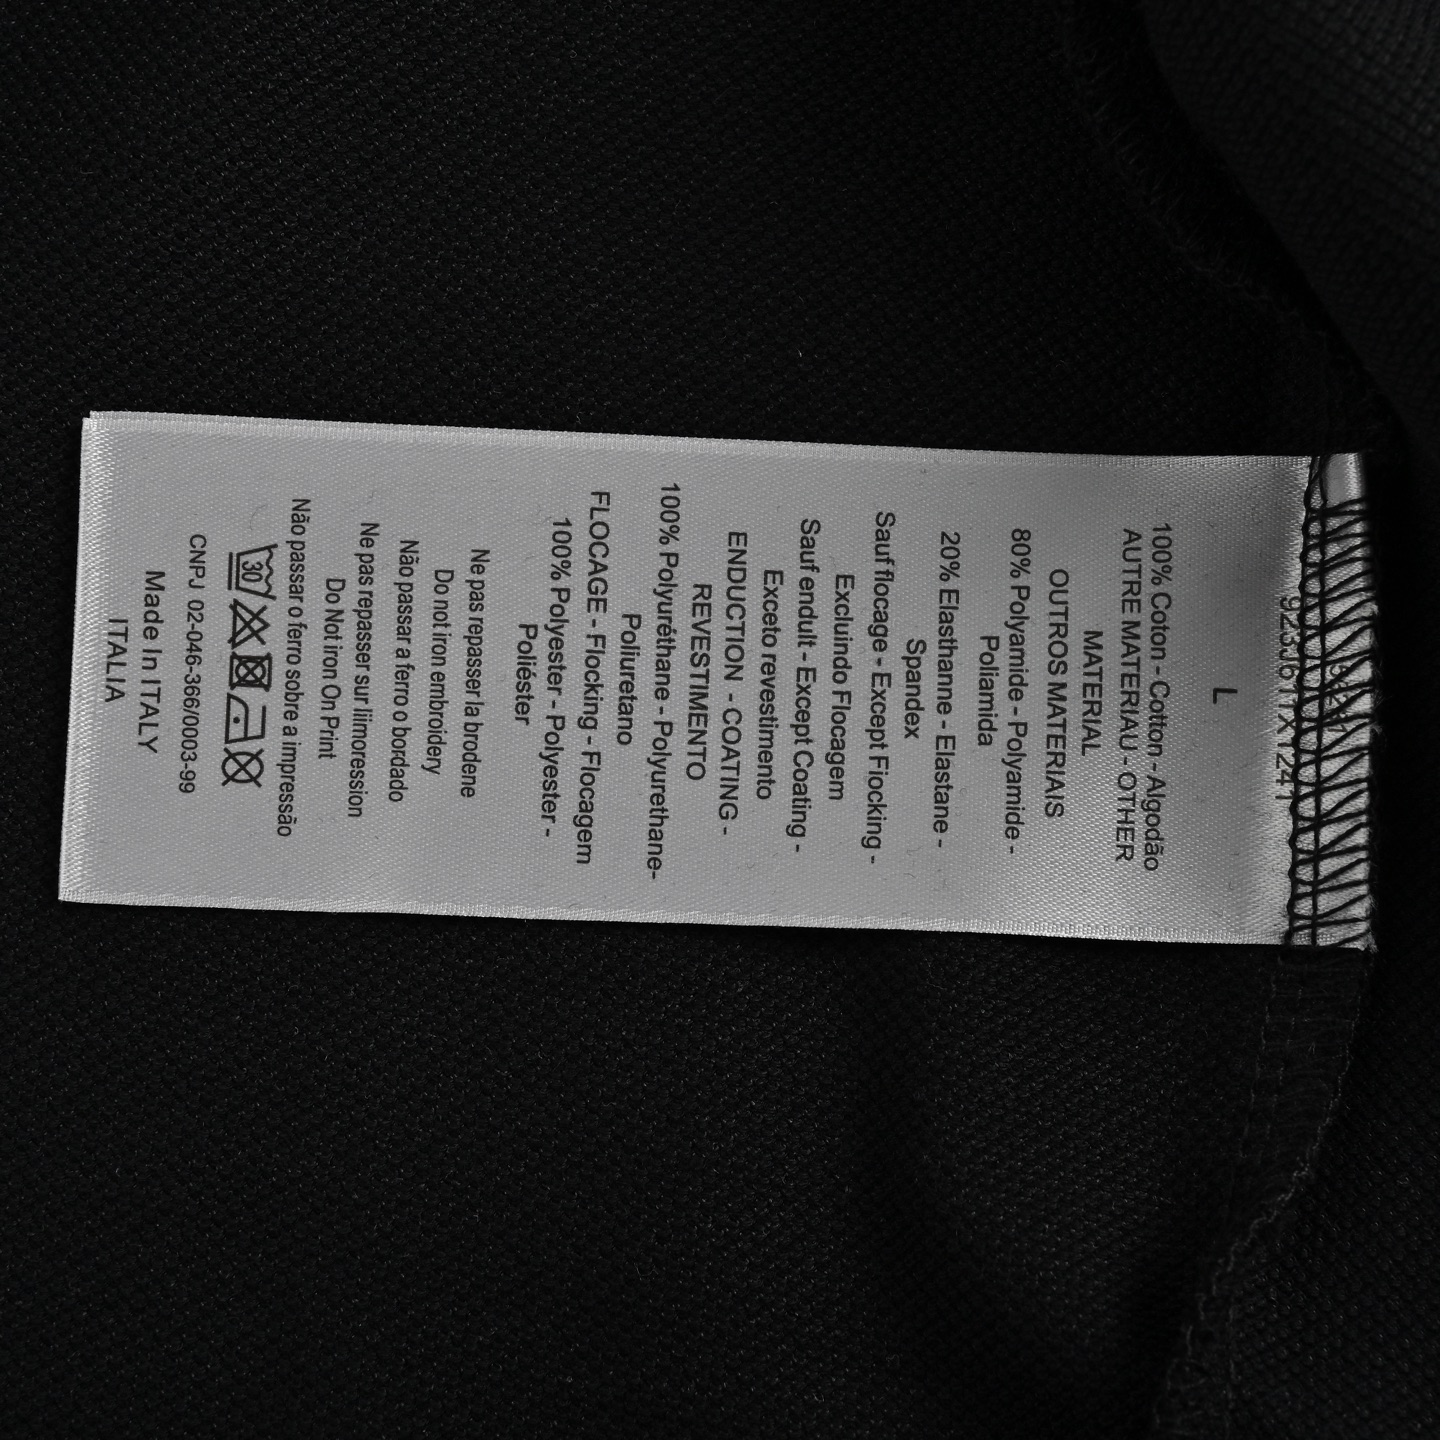 923361TX1241
L
100% Coton - Cotton - Algodão
AUTRE MATERIAU - OTHER
MATERIAL
OUTROS MATERIAIS
80% Polyamide - Polyamide -
Poliamida
20% Elasthanne - Elastane -
Spandex
Sauf flocage - Except Fiocking -
Excluindo Flocagem
Sauf endult - Except Coating -
Exceto revestimento
ENDUCTION - COATING -
REVESTIMENTO
100% Polyuréthane - Polyurethane-
Poliuretano
FLOCAGE - Flocking - Flocagem
100% Polyester - Polyester -
Poliéster
Ne pas repasser la brodene
Do not iron embroidery
Não passar a ferro o bordado
Ne pas repasser sur liimoression
Do Not iron On Print
Não passar o ferro sobre a impressão
30
CNPJ 02-046-366/0003-99
Made In ITALY
ITALIA